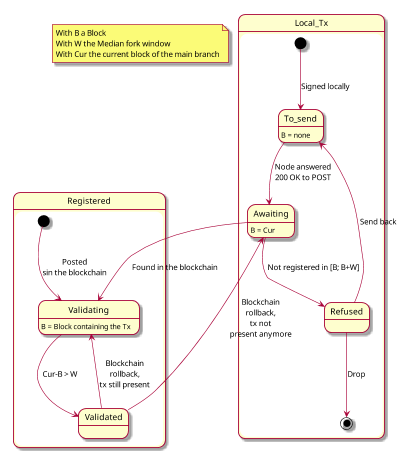 With B a Block
With W the Median fork window
With Cur the current block of the main branch
Local_Tx
Signed locally
To_send
B = none
Node answered
200 OK to POST
Registered
Awaiting
B = Cur
Send back
Posted
sin the blockchain
Found in the blockchain
Not registered in [B; B+W]
Validating
B = Block containing the Tx
Blockchain
rollback,
tx not
present anymore
Refused
Cur-B > W
Blockchain
rollback,
tx still present
Drop
Validated